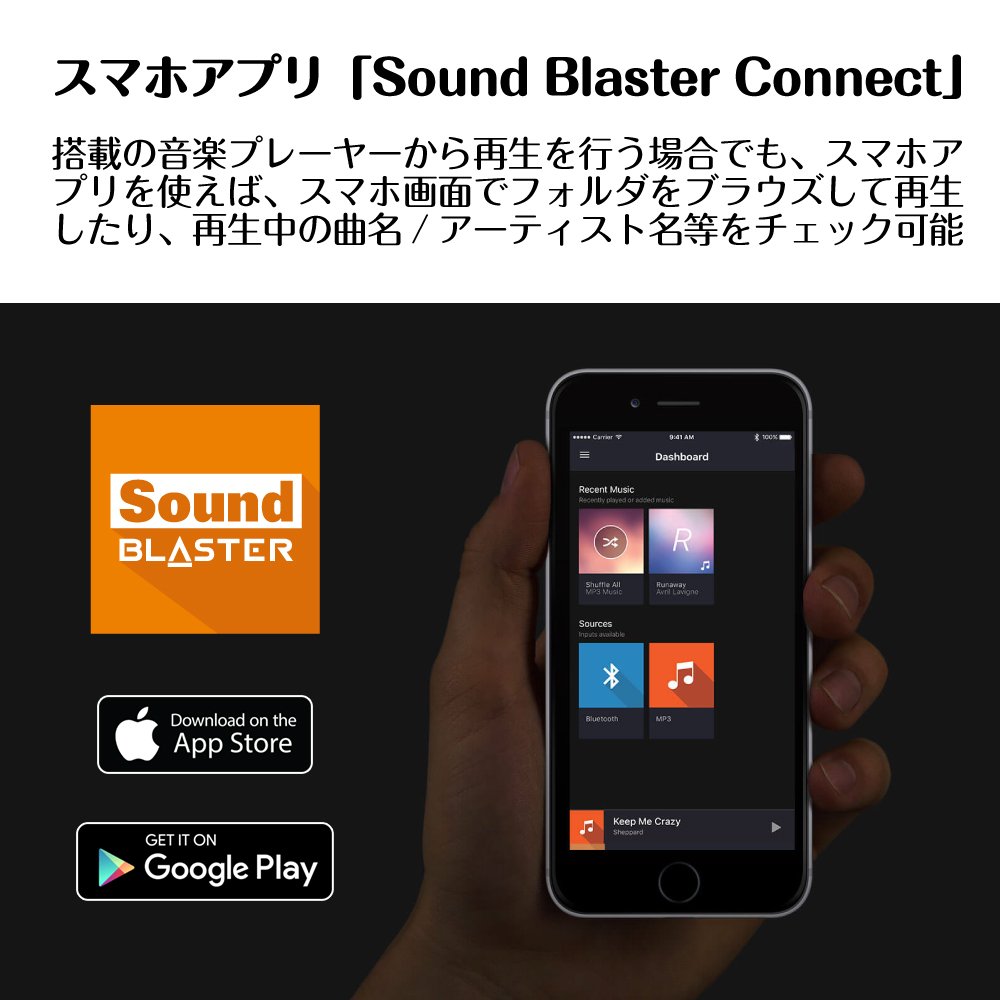 スマホアプリ「Sound Blaster Connect」
搭載の音楽プレーヤーから再生を行う場合でも、スマホア
プリを使えば、スマホ画面でフォルダをブラウズして再生
したり、再生中の曲名 / アーティスト名等をチェック可能
Sound
BLASTER
Download on the
App Store
GET IT ON
Google Play
Carrier 9:41 AM 100%
Dashboard
Recent Music
Recently played or added music
R
Shuffle All
MP3 Music
Runaway
Avril Lavigne
Sources
Inputs available
Bluetooth
MP3
Keep Me Crazy
Sheppard